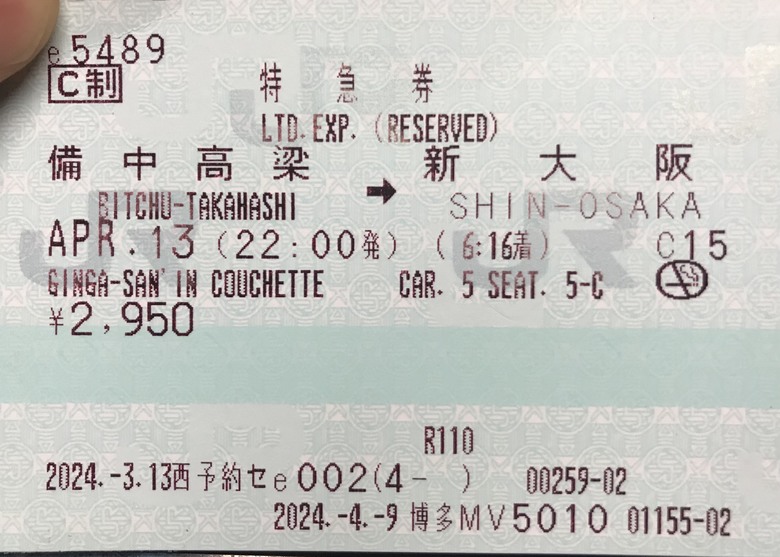 e5489
C制 特急券
LTD. EXP. (RESERVED)
備中高梁 → 新大阪
BITCHU-TAKAHASHI SHIN-OSAKA
APR. 13 (22:00発) ( 6:16着) C15
GINGA-SAN'IN COUCHETTE CAR. 5 SEAT. 5-C
¥2,950
R110
2024.-3.13西予約セe002(4- ) 00259-02
2024.-4.-9 博多MV5010 01155-02